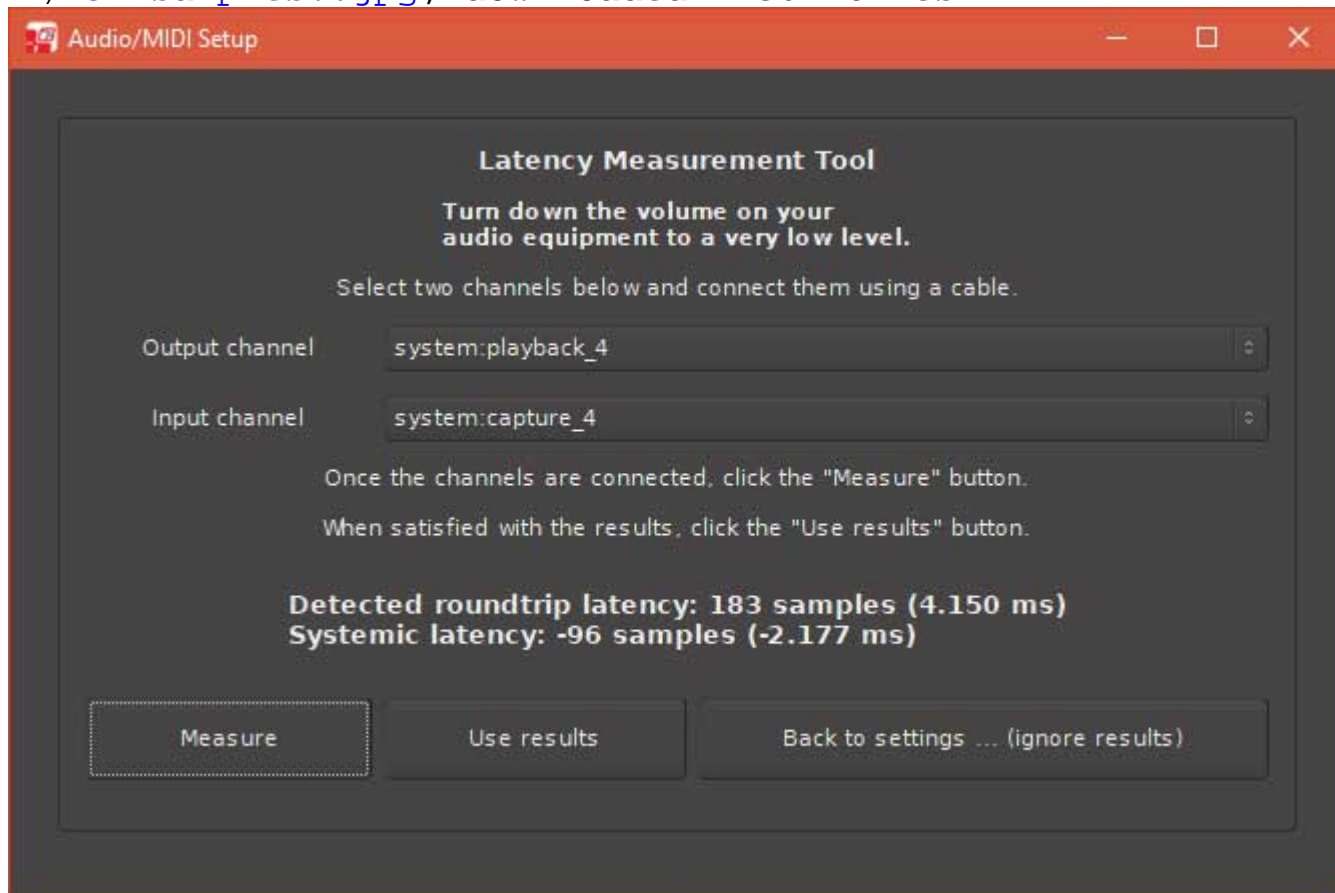 Audio/MIDI Setup
Latency Measurement Tool
Turn down the volume on your
audio equipment to a very low level.
Select two channels below and connect them using a cable.
Output channel system:playback_4
Input channel system:capture_4
Once the channels are connected, click the "Measure" button.
When satisfied with the results, click the "Use results" button.
Detected roundtrip latency: 183 samples (4.150 ms)
Systemic latency: -96 samples (-2.177 ms)
Measure Use results Back to settings ... (ignore results)